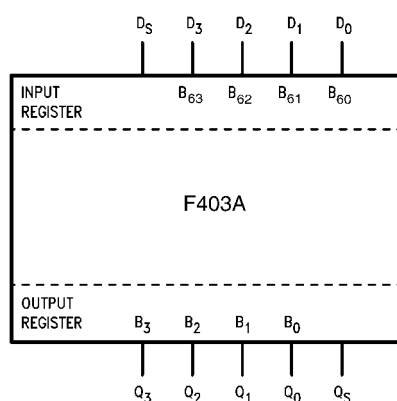 D_S D_3 D_2 D_1 D_0
INPUT B_63 B_62 B_61 B_60
REGISTER
F403A
OUTPUT
REGISTER B_3 B_2 B_1 B_0
Q_3 Q_2 Q_1 Q_0 Q_S